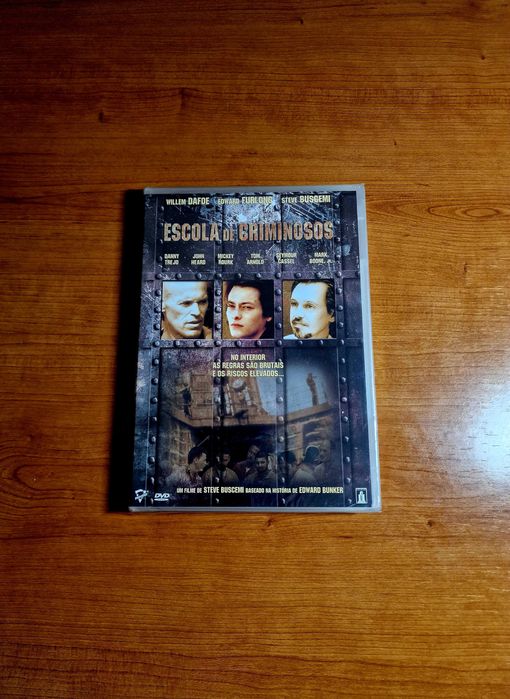 WILLEM DAFOE EDWARD FURLONG STEVE BUSCEMI
ESCOLA DE CRIMINOSOS
DANNY TREJO JOHN HEARD MICKEY ROURK TOM ARNOLD SEYMOUR CASSEL MARK BOONE, Jr.
NO INTERIOR
AS REGRAS SÃO BRUTAIS
E OS RISCOS ELEVADOS...
DVD UM FILME DE STEVE BUSCEMI BASEADO NA HISTÓRIA DE EDWARD BUNKER